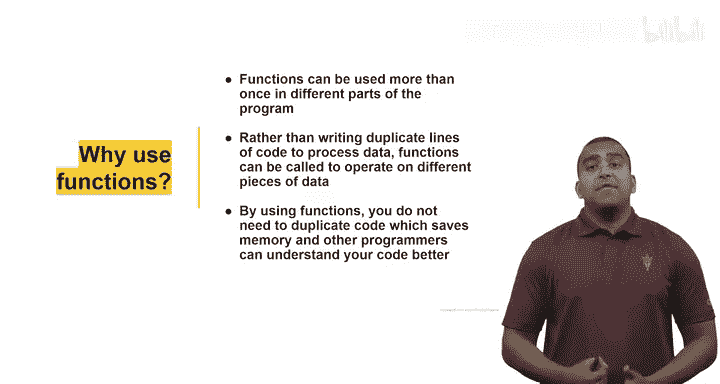 Why use
functions?
● Functions can be used more than
once in different parts of the
program
● Rather than writing duplicate lines
of code to process data, functions
can be called to operate on different
pieces of data
● By using functions, you do not
need to duplicate code which saves
memory and other programmers
can understand your code better
bilibili